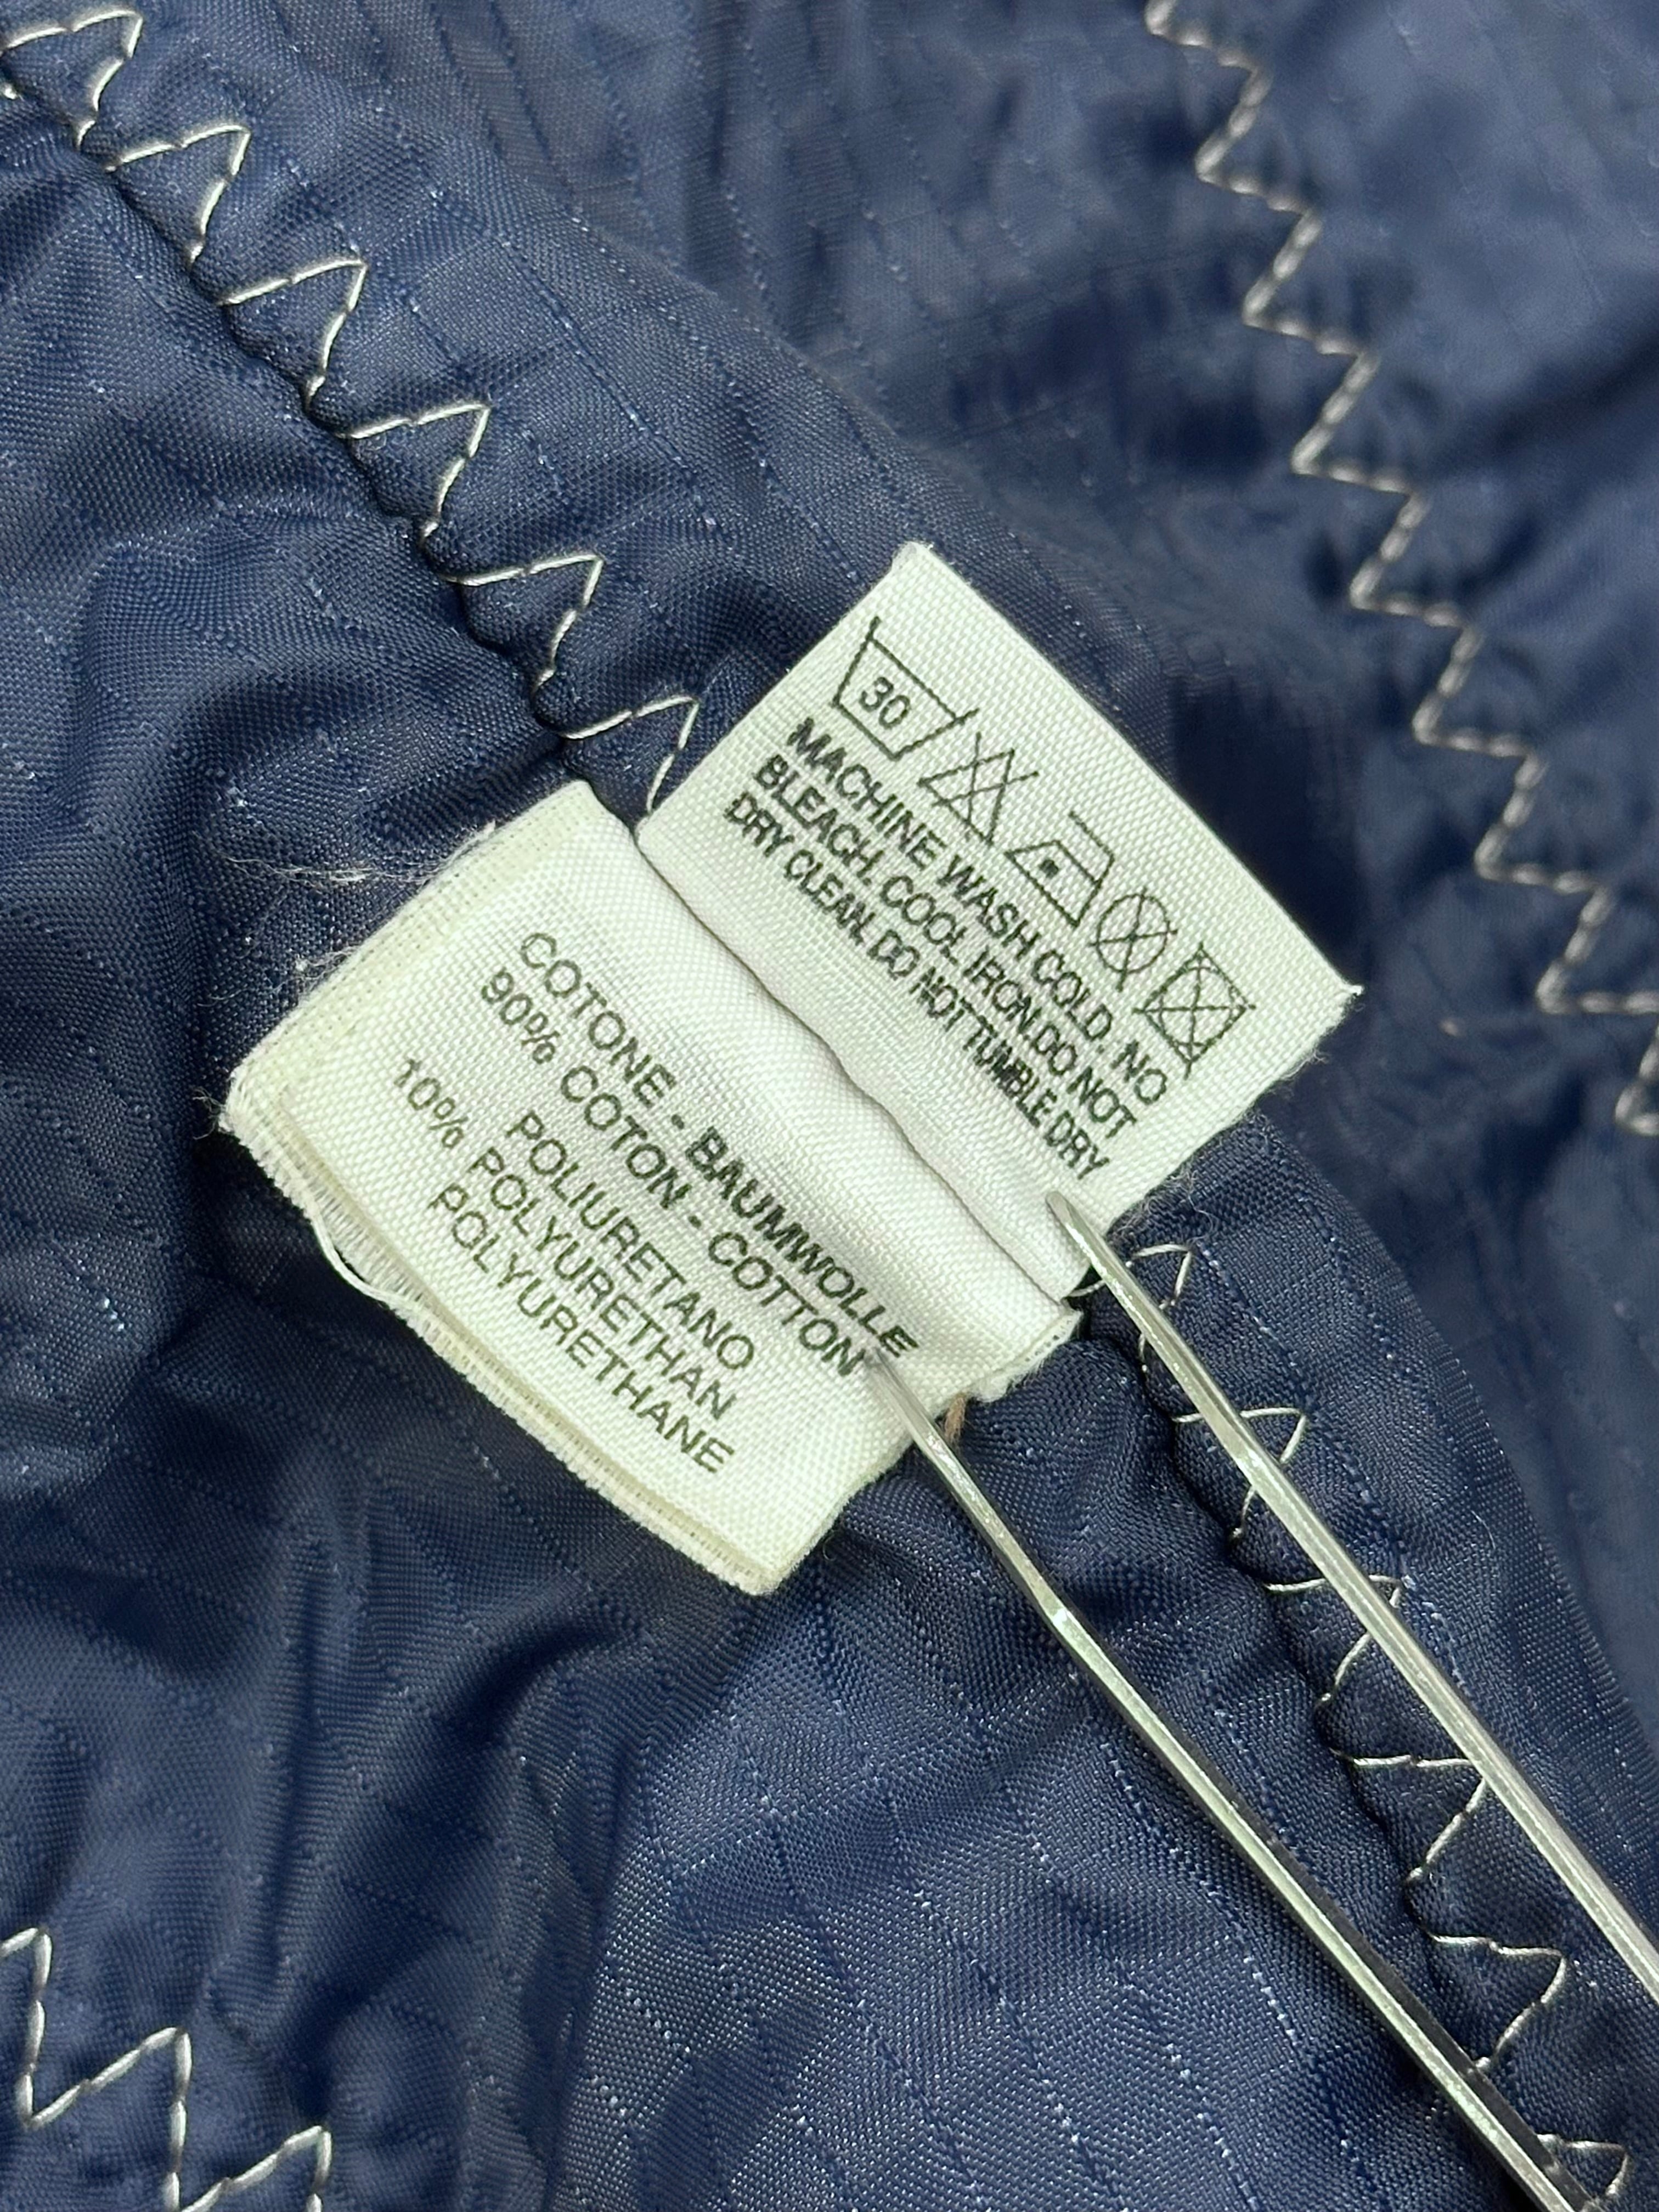 30
MACHINE WASH COLD. NO
BLEACH. COOL IRON.DO NOT
DRY CLEAN. DO NOT TUMBLE DRY
COTONE - BAUMWOLLE
90% COTON - COTTON
POLIURETANO
10% POLYURETHAN
POLYURETHANE